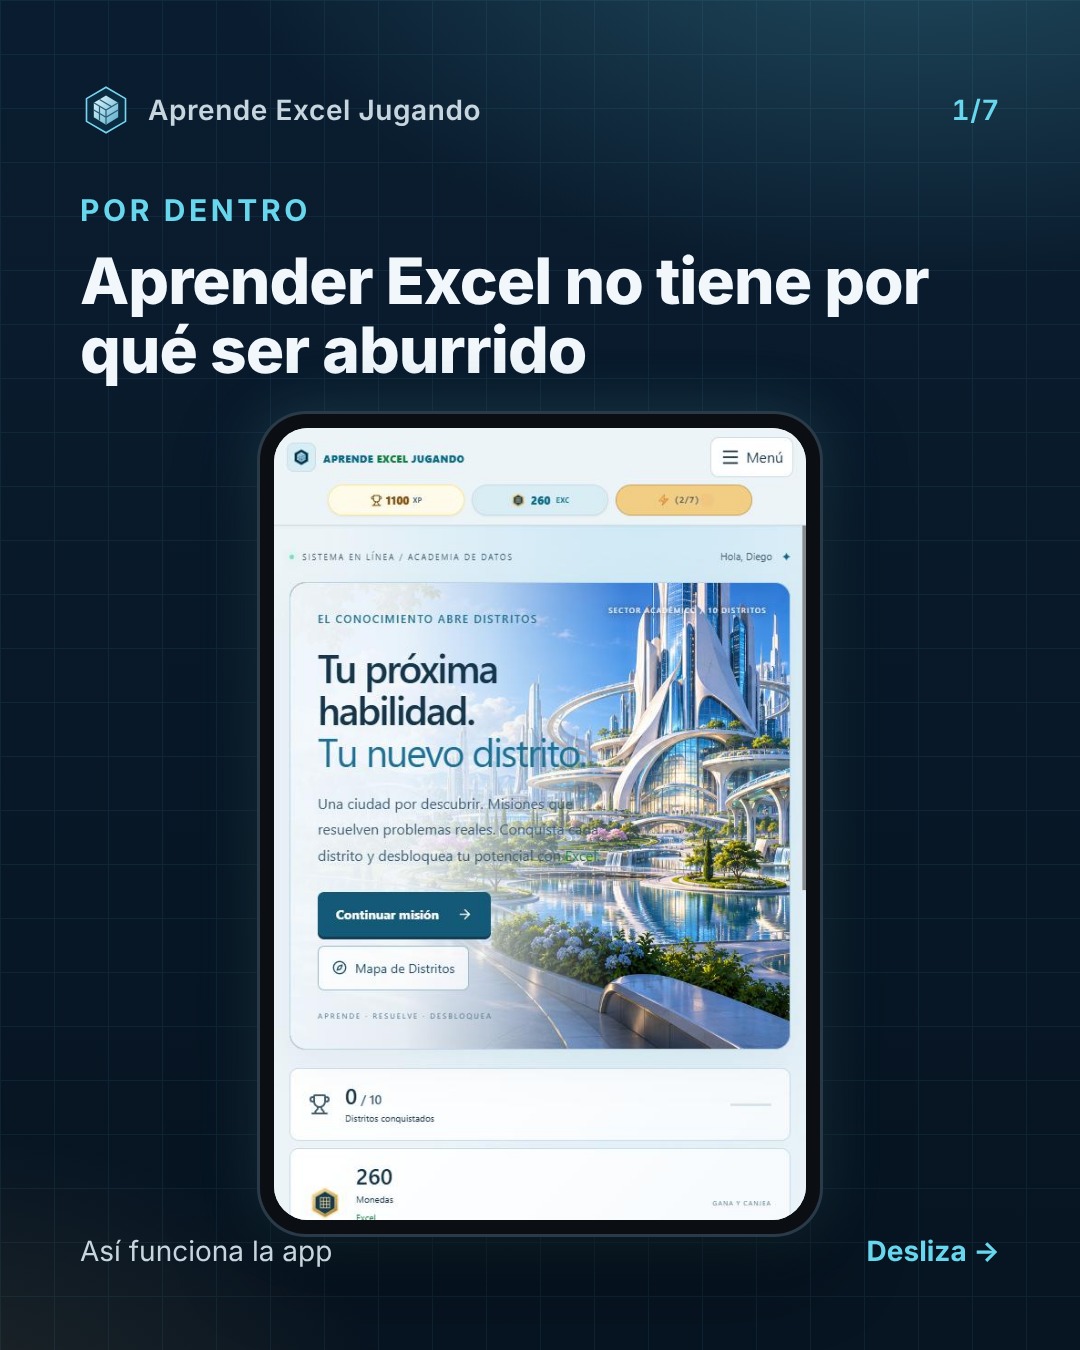 Aprende Excel Jugando
1/7
POR DENTRO
Aprender Excel no tiene por
qué ser aburrido
APRENDE EXCEL JUGANDO
Menú
1100 XP
260 EXC
(2/7)
SISTEMA EN LÍNEA / ACADEMIA DE DATOS
Hola, Diego
SECTOR ACADÉMICO / 10 DISTRITOS
EL CONOCIMIENTO ABRE DISTRITOS
Tu próxima
habilidad.
Tu nuevo distrito.
Una ciudad por descubrir. Misiones que
resuelven problemas reales. Conquista cada
distrito y desbloquea tu potencial con Excel.
Continuar misión →
Mapa de Distritos
APRENDE · RESUELVE · DESBLOQUEA
0 / 10
Distritos conquistados
260
Monedas
Excel
GANA Y CANJEA
Así funciona la app
Desliza →